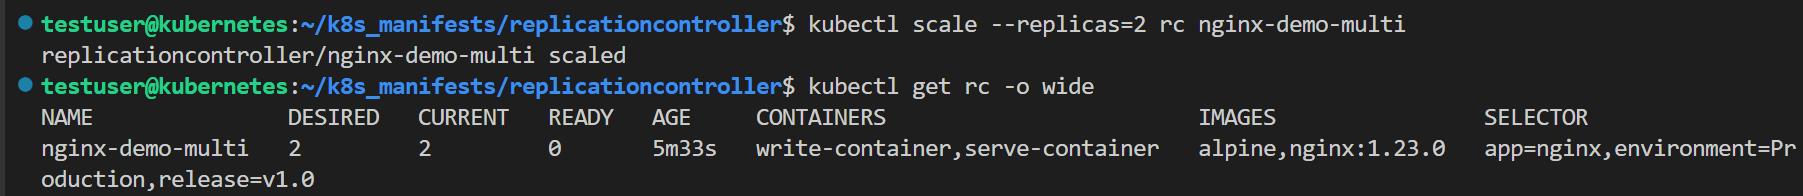 testuser@kubernetes:~/k8s_manifests/replicationcontroller$ kubectl scale --replicas=2 rc nginx-demo-multi
replicationcontroller/nginx-demo-multi scaled
testuser@kubernetes:~/k8s_manifests/replicationcontroller$ kubectl get rc -o wide
NAME               DESIRED   CURRENT   READY   AGE     CONTAINERS                        IMAGES                SELECTOR
nginx-demo-multi   2         2         0       5m33s   write-container,serve-container   alpine,nginx:1.23.0   app=nginx,environment=Pr
oduction,release=v1.0